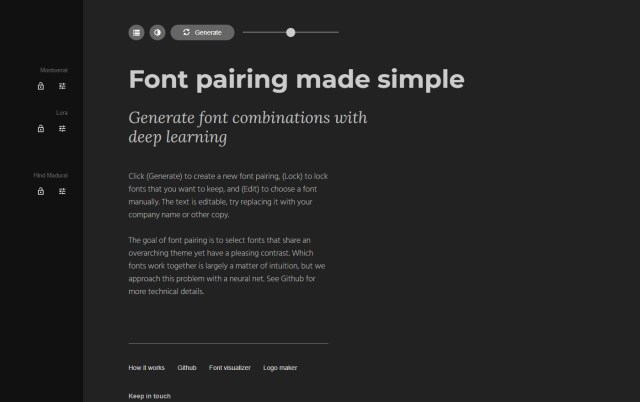 Generate
Montserrat
Font pairing made simple
Lora
Generate font combinations with
deep learning
Hind Madurai
Click (Generate) to create a new font pairing, (Lock) to lock
fonts that you want to keep, and (Edit) to choose a font
manually. The text is editable, try replacing it with your
company name or other copy.
The goal of font pairing is to select fonts that share an
overarching theme yet have a pleasing contrast. Which
fonts work together is largely a matter of intuition, but we
approach this problem with a neural net. See Github for
more technical details.
How it works Github Font visualizer Logo maker
Keep in touch